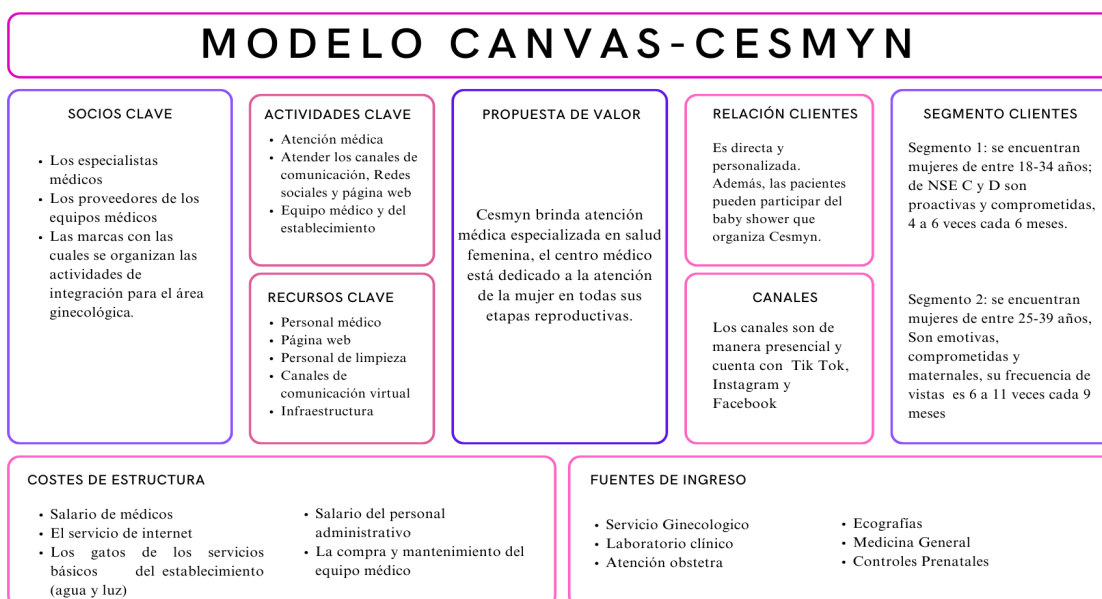 MODELO CANVAS-CESMYN
SOCIOS CLAVE
• Los especialistas
médicos
• Los proveedores de los
equipos médicos
• Las marcas con las
cuales se organizan las
actividades de
integración para el área
ginecológica.
ACTIVIDADES CLAVE
• Atención médica
• Atender los canales de
comunicación, Redes
sociales y página web
• Equipo médico y del
establecimiento
RECURSOS CLAVE
• Personal médico
• Página web
• Personal de limpieza
• Canales de
comunicación virtual
• Infraestructura
PROPUESTA DE VALOR
Cesmyn brinda atención
médica especializada en salud
femenina, el centro médico
está dedicado a la atención
de la mujer en todas sus
etapas reproductivas.
RELACIÓN CLIENTES
Es directa y
personalizada.
Además, las pacientes
pueden participar del
baby shower que
organiza Cesmyn.
CANALES
Los canales son de
manera presencial y
cuenta con Tik Tok,
Instagram y
Facebook
SEGMENTO CLIENTES
Segmento 1: se encuentran
mujeres de entre 18-34 años;
de NSE C y D son
proactivas y comprometidas,
4 a 6 veces cada 6 meses.
Segmento 2: se encuentran
mujeres de entre 25-39 años,
Son emotivas,
comprometidas y
maternales, su frecuencia de
vistas es 6 a 11 veces cada 9
meses
COSTES DE ESTRUCTURA
• Salario de médicos
• El servicio de internet
• Los gatos de los servicios
básicos del establecimiento
(agua y luz)
• Salario del personal
administrativo
• La compra y mantenimiento del
equipo médico
FUENTES DE INGRESO
• Servicio Ginecologico
• Laboratorio clínico
• Atención obstetra
• Ecografías
• Medicina General
• Controles Prenatales